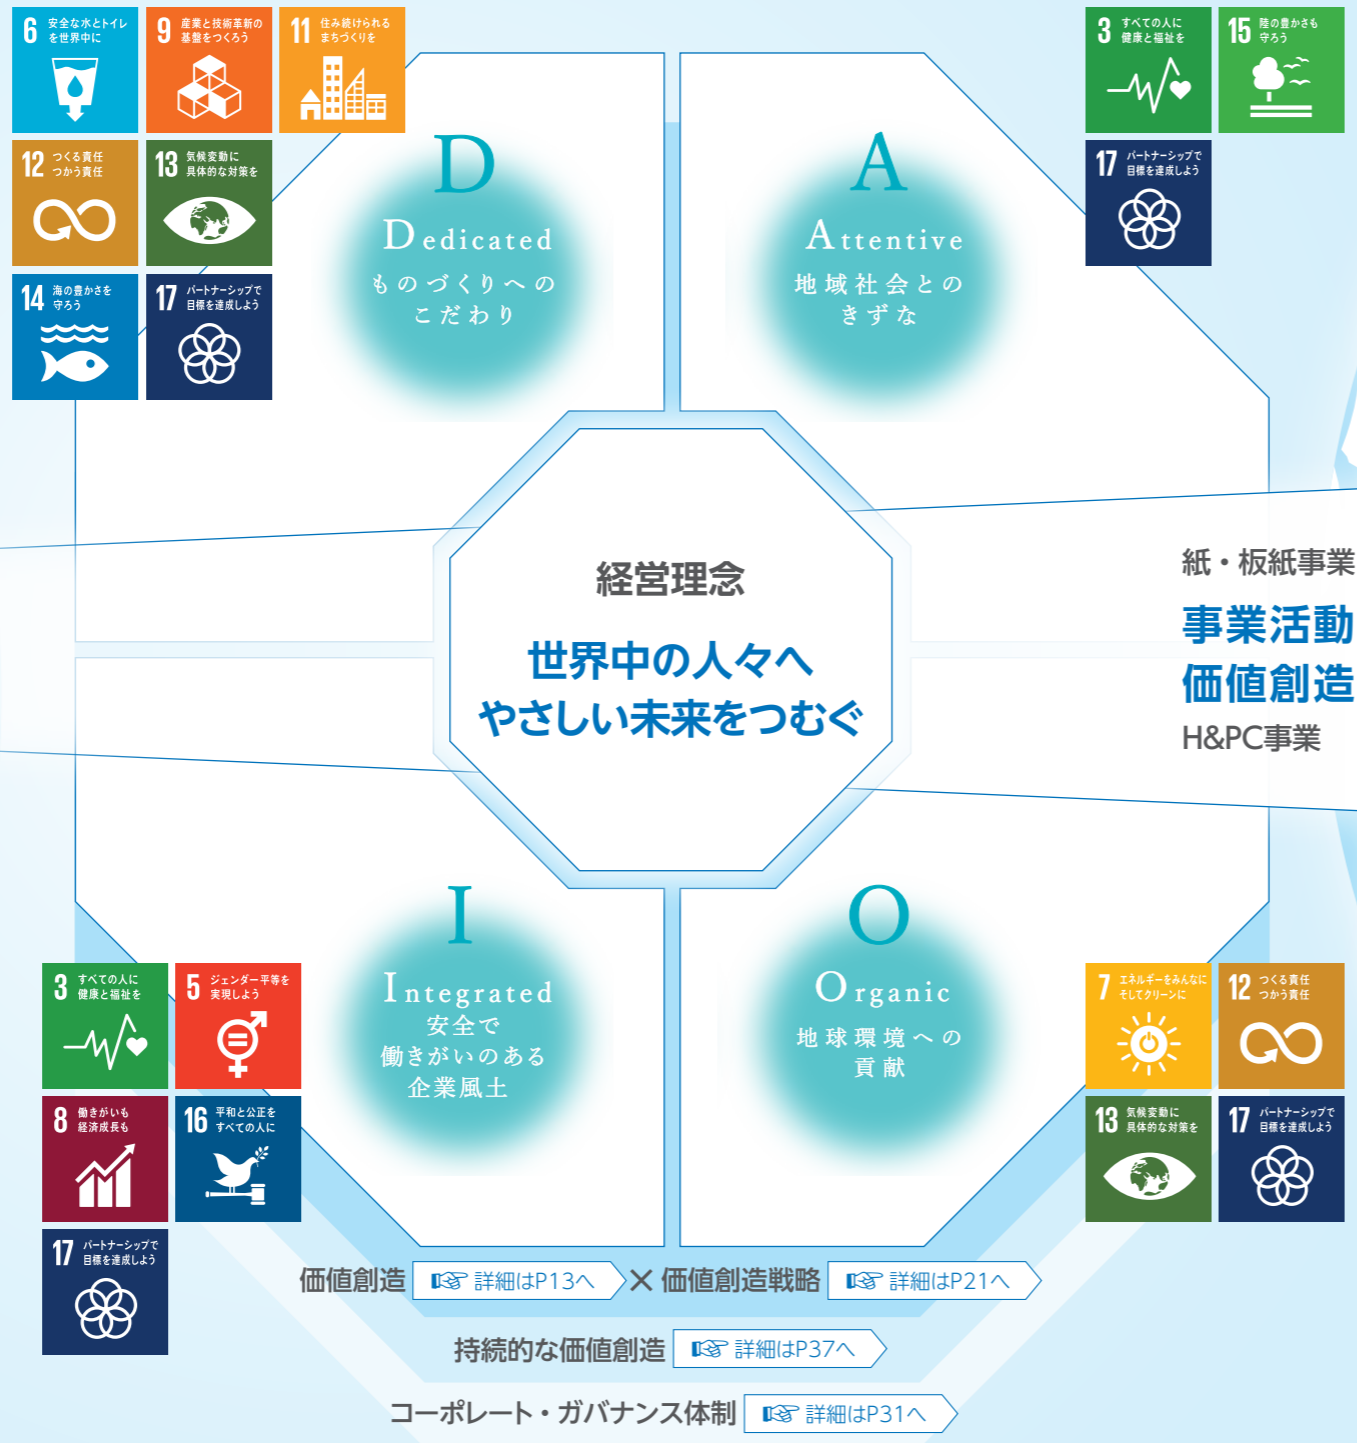 6 安全な水とトイレ
を世界中に
9 産業と技術革新の
基盤をつくろう
11 住み続けられる
まちづくりを
12 つくる責任
つかう責任
13 気候変動に
具体的な対策を
14 海の豊かさを
守ろう
17 パートナーシップで
目標を達成しよう
D
Dedicated
ものづくりへの
こだわり
A
Attentive
地域社会との
きずな
3 すべての人に
健康と福祉を
15 陸の豊かさも
守ろう
17 パートナーシップで
目標を達成しよう
経営理念
世界中の人々へ
やさしい未来をつむぐ
紙・板紙事業
事業活動
価値創造
H&PC事業
I
Integrated
安全で
働きがいのある
企業風土
3 すべての人に
健康と福祉を
5 ジェンダー平等を
実現しよう
8 働きがいも
経済成長も
16 平和と公正を
すべての人に
17 パートナーシップで
目標を達成しよう
O
Organic
地球環境への
貢献
7 エネルギーをみんなに
そしてクリーンに
12 つくる責任
つかう責任
13 気候変動に
具体的な対策を
17 パートナーシップで
目標を達成しよう
価値創造 詳細はP13へ × 価値創造戦略 詳細はP21へ
持続的な価値創造 詳細はP37へ
コーポレート・ガバナンス体制 詳細はP31へ